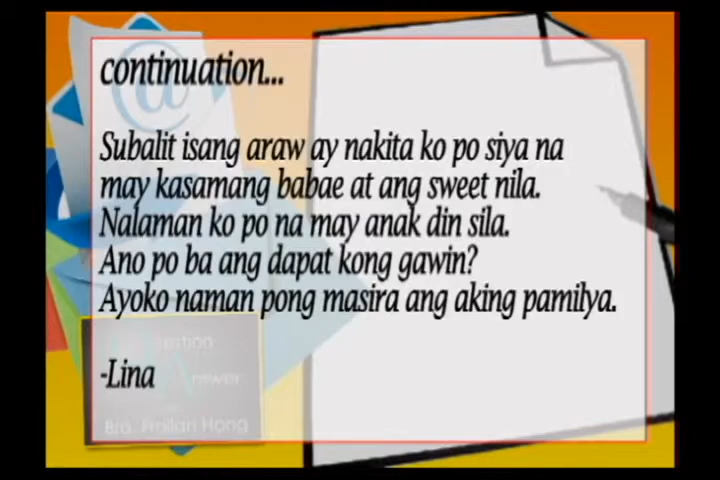 continuation...
Subalit isang araw ay nakita ko po siya na
may kasamang babae at ang sweet nila.
Nalaman ko po na may anak din sila.
Ano po ba ang dapat kong gawin?
Ayoko naman pong masira ang aking pamilya.
-Lina
Bro. Hong